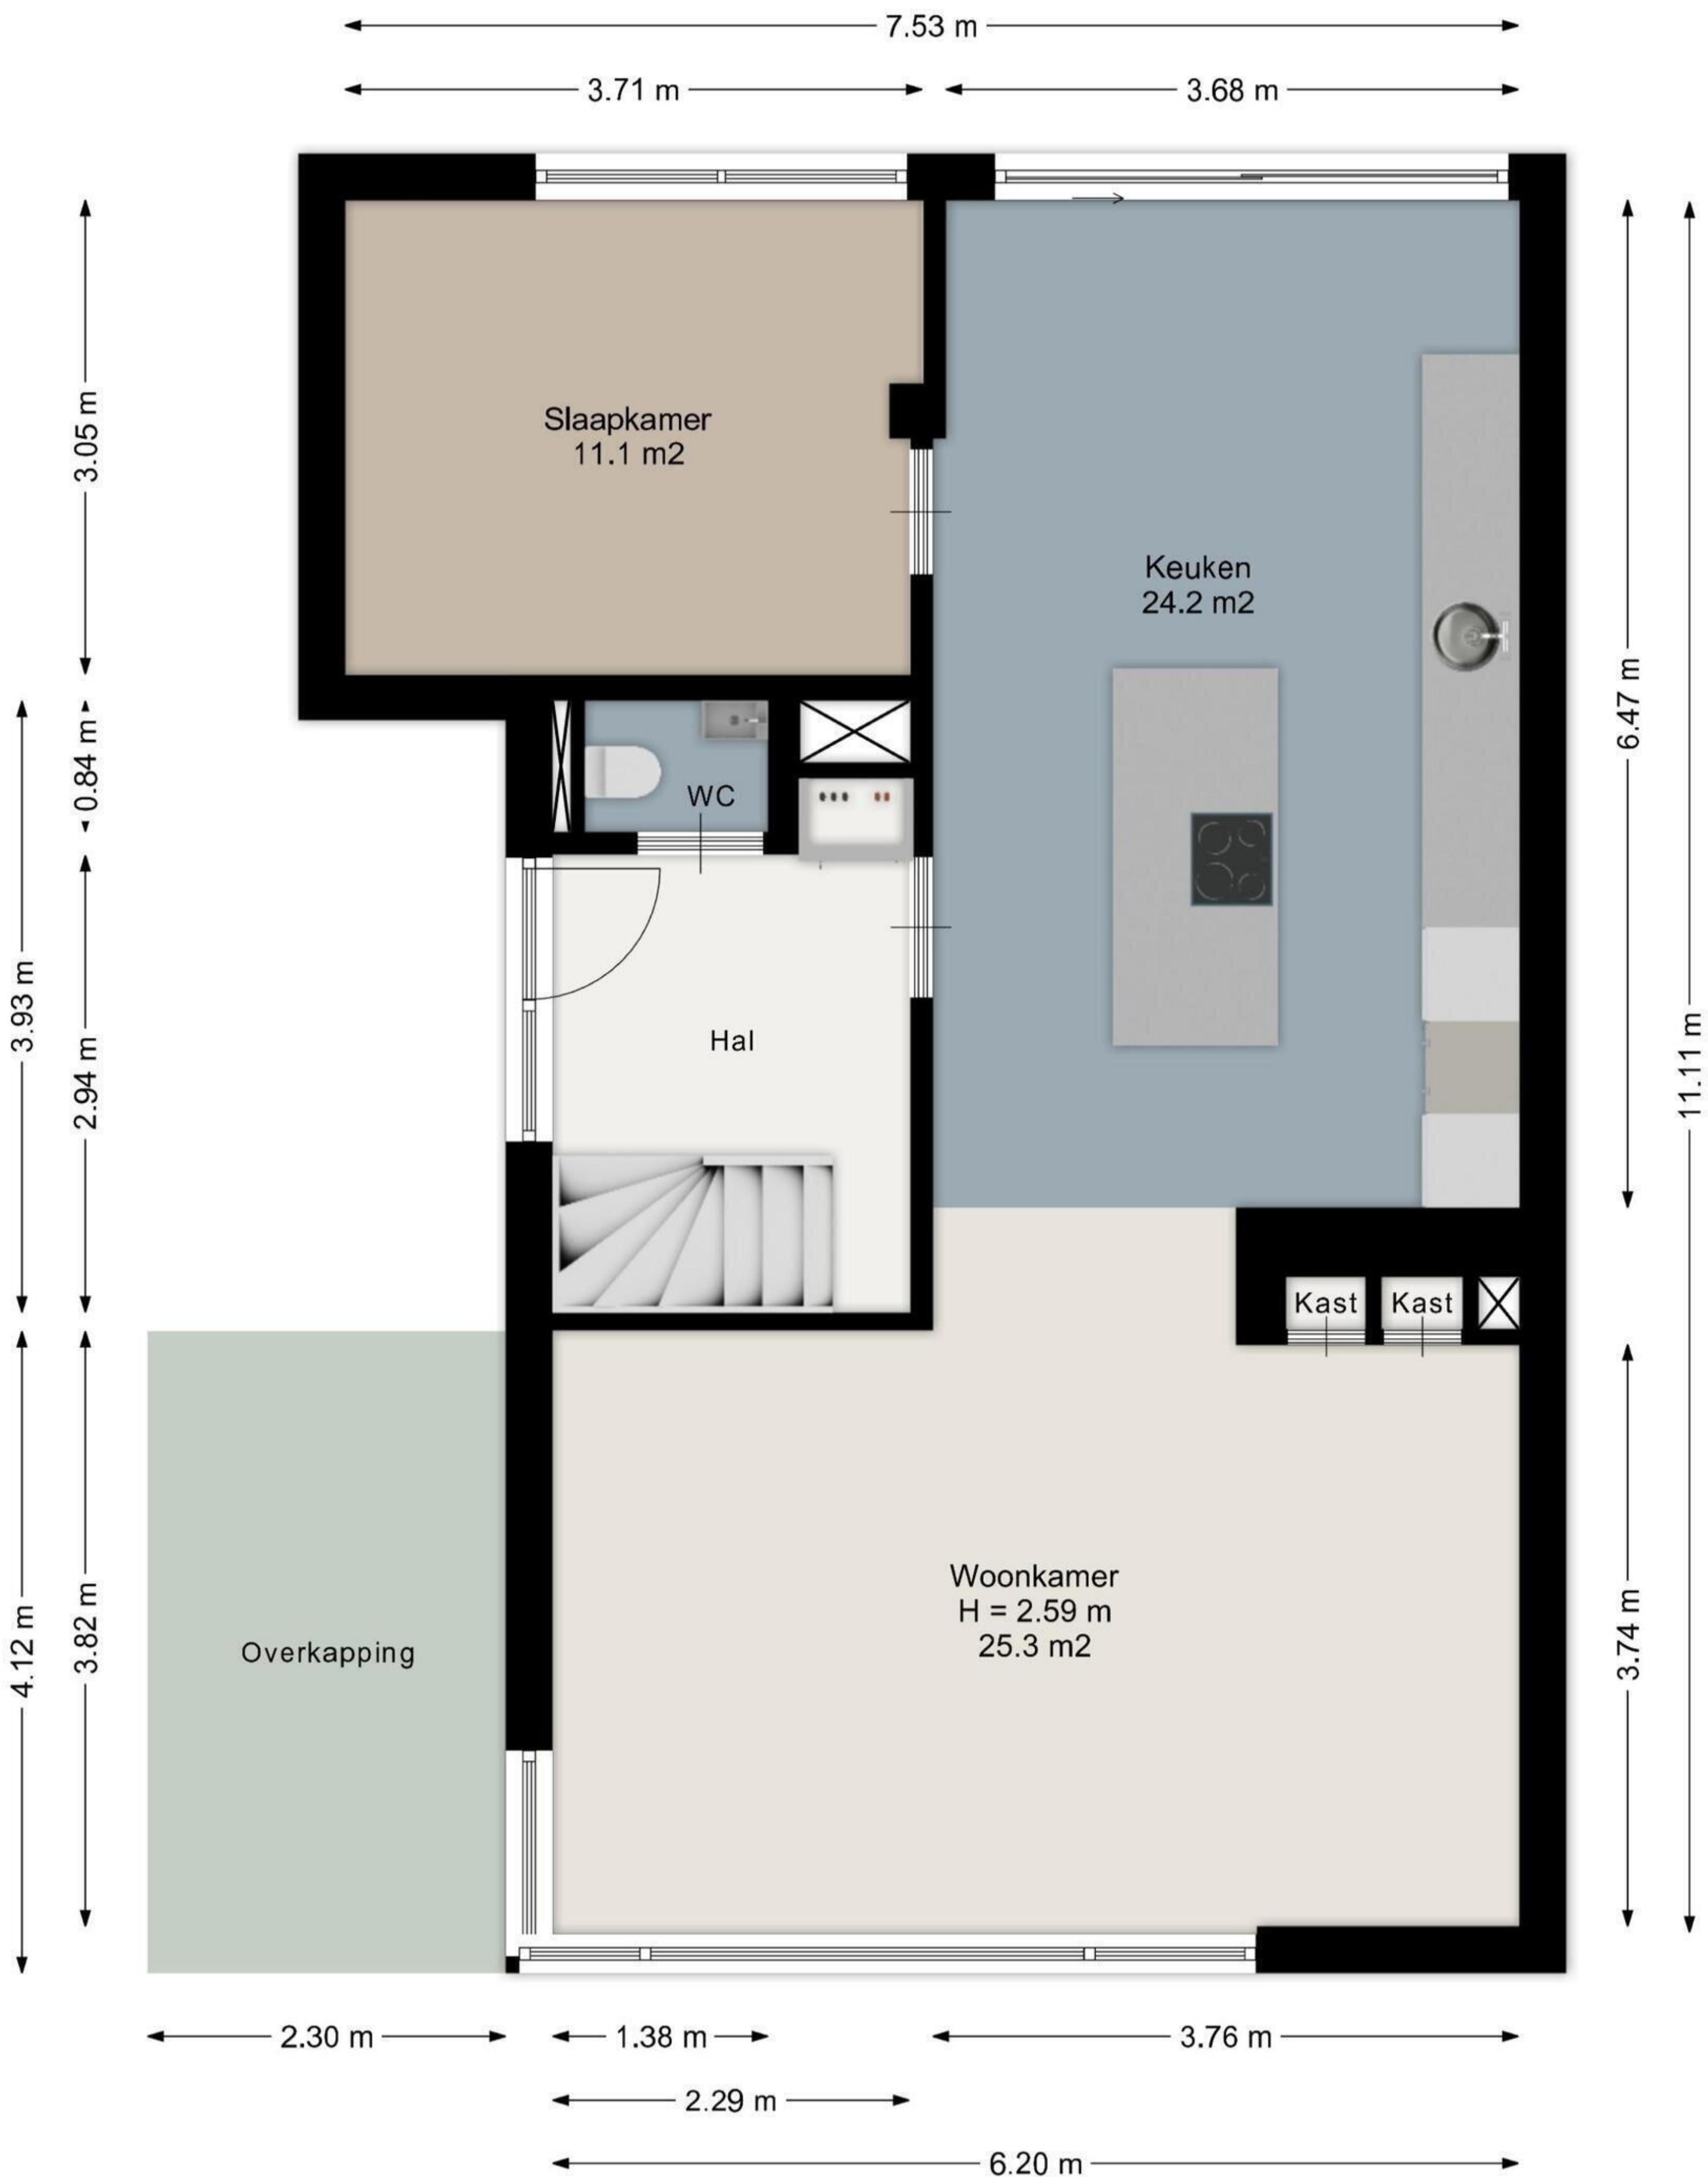 7.53 m
3.71 m
3.68 m
3.05 m
Slaapkamer
11.1 m2
Keuken
24.2 m2
6.47 m
0.84 m
WC
3.93 m
2.94 m
Hal
11.11 m
Kast
Kast
4.12 m
3.82 m
Overkapping
Woonkamer
H = 2.59 m
25.3 m2
3.74 m
2.30 m
1.38 m
3.76 m
2.29 m
6.20 m